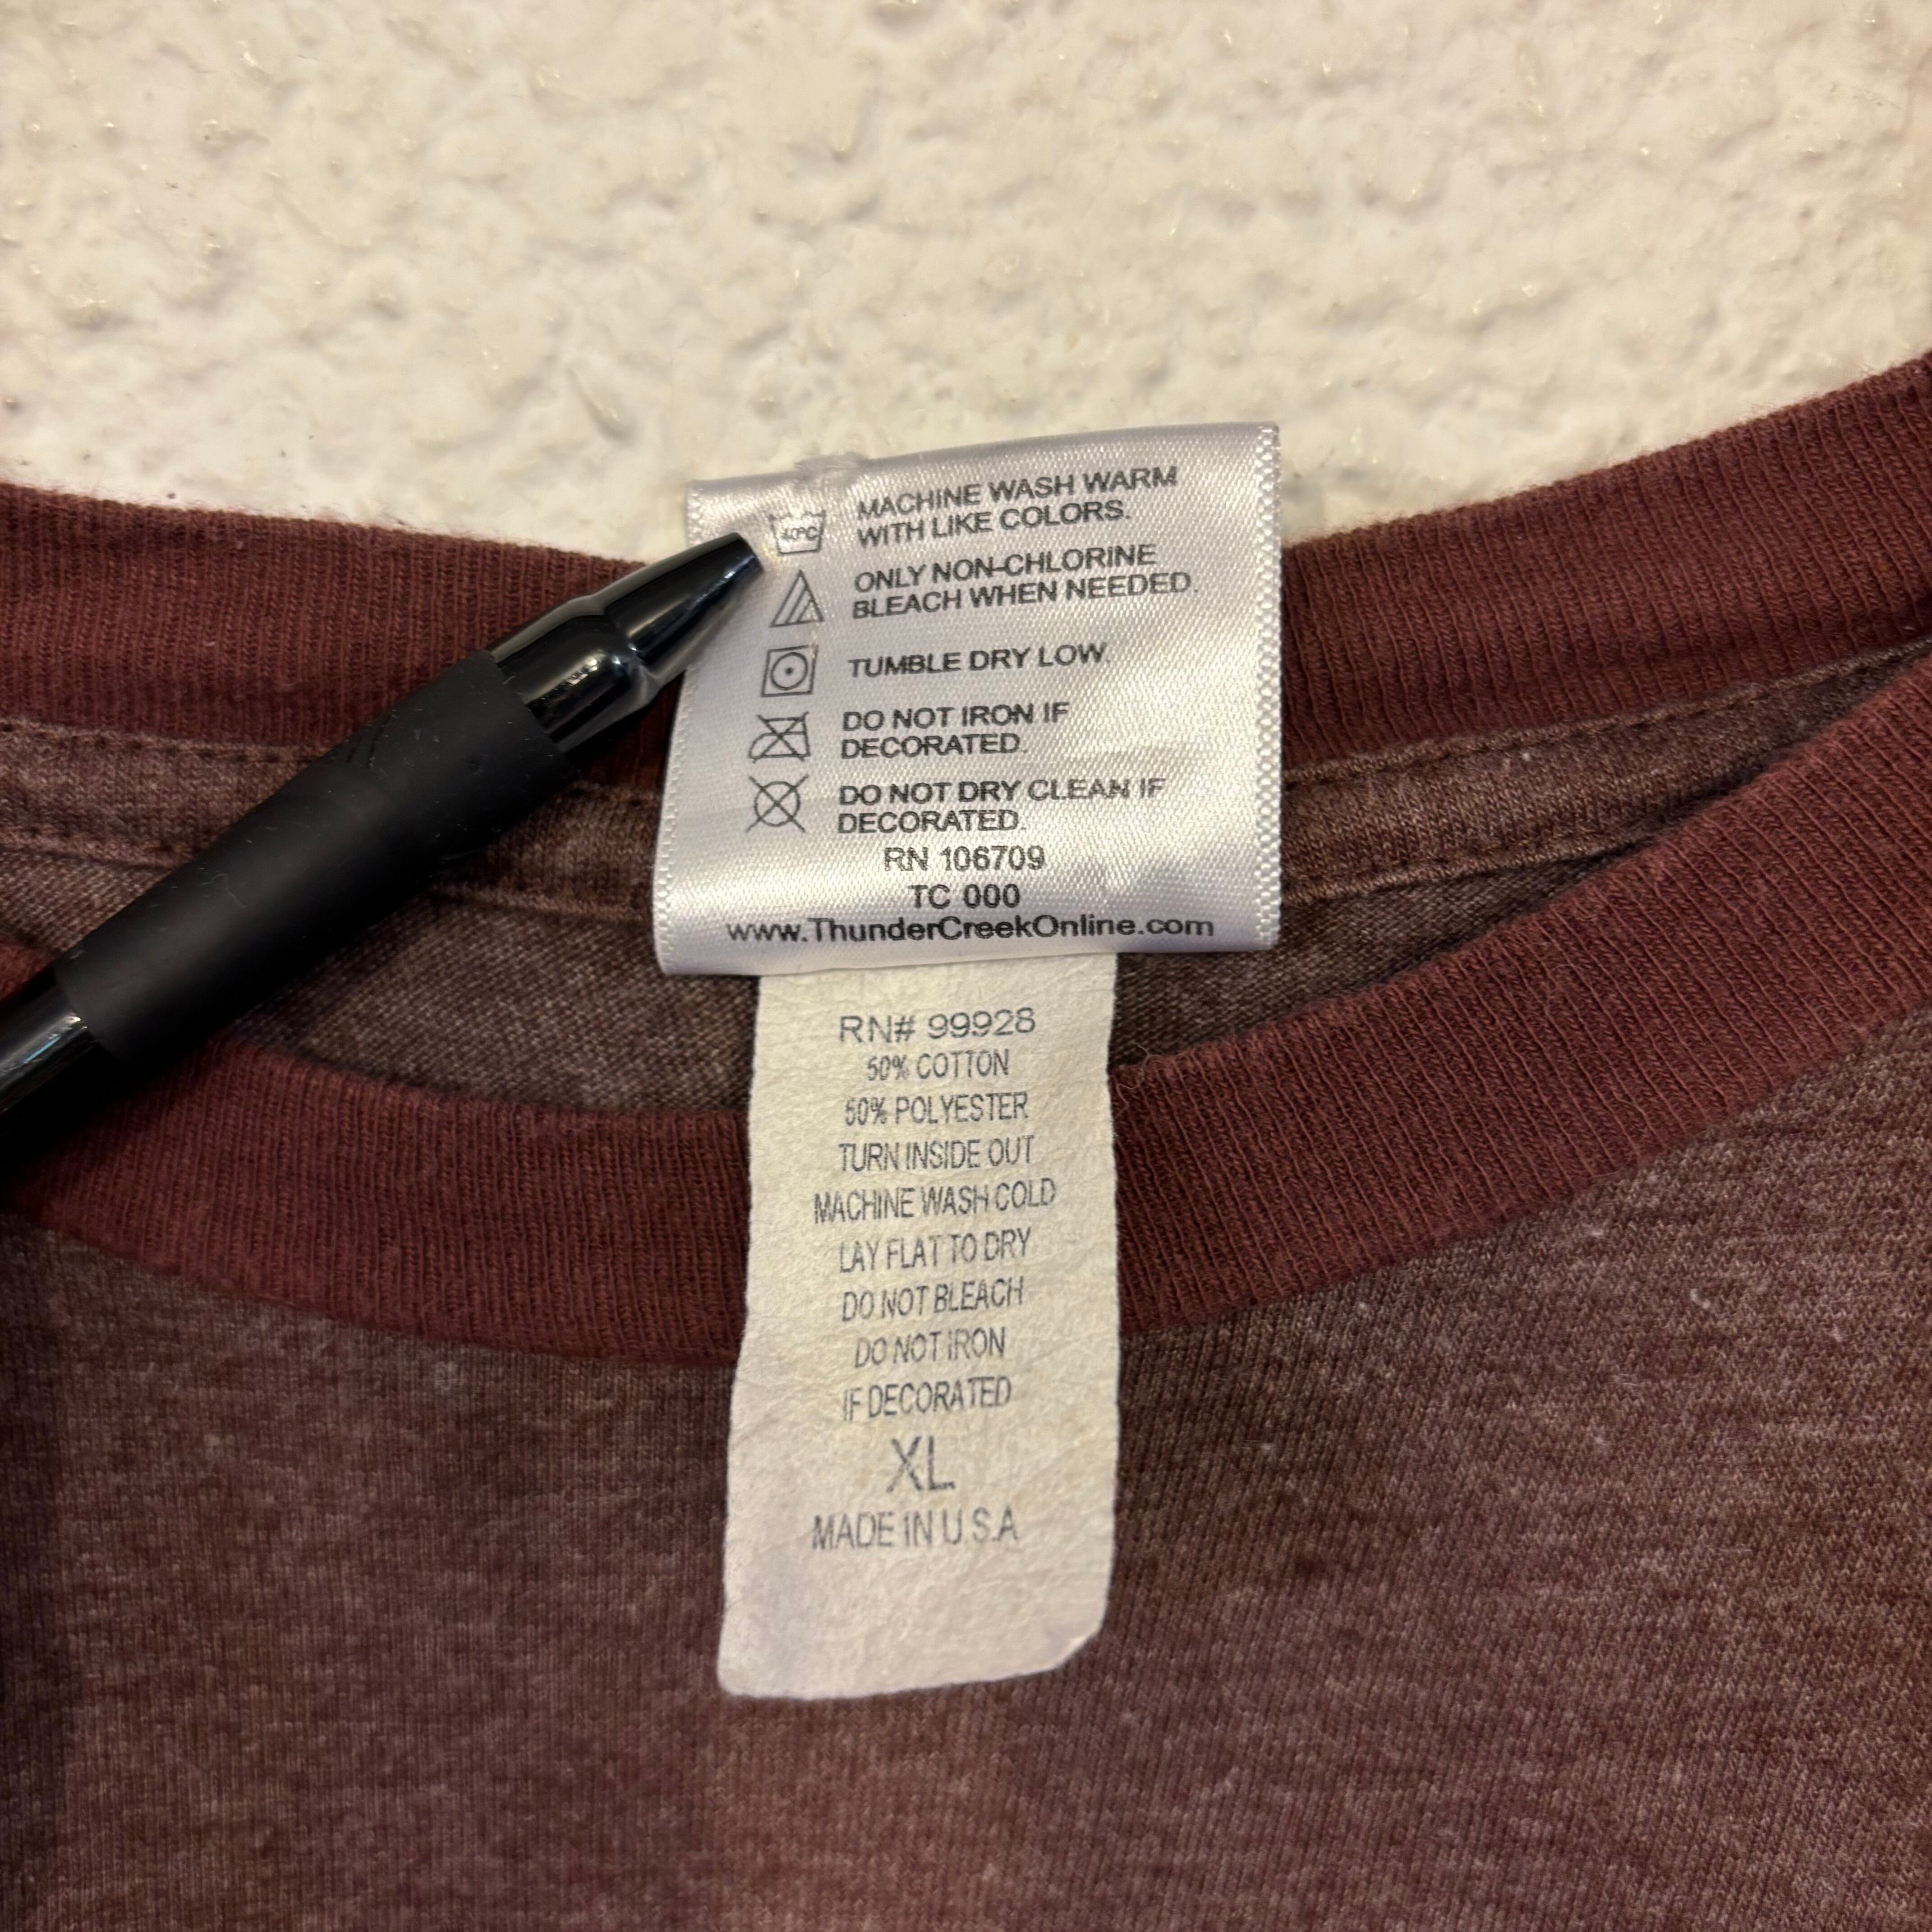 40°C
MACHINE WASH WARM
WITH LIKE COLORS.
ONLY NON-CHLORINE
BLEACH WHEN NEEDED.
TUMBLE DRY LOW.
DO NOT IRON IF
DECORATED.
DO NOT DRY CLEAN IF
DECORATED.
RN 106709
TC 000
www.ThunderCreekOnline.com
RN# 99928
50% COTTON
50% POLYESTER
TURN INSIDE OUT
MACHINE WASH COLD
LAY FLAT TO DRY
DO NOT BLEACH
DO NOT IRON
IF DECORATED
XL
MADE IN U.S.A